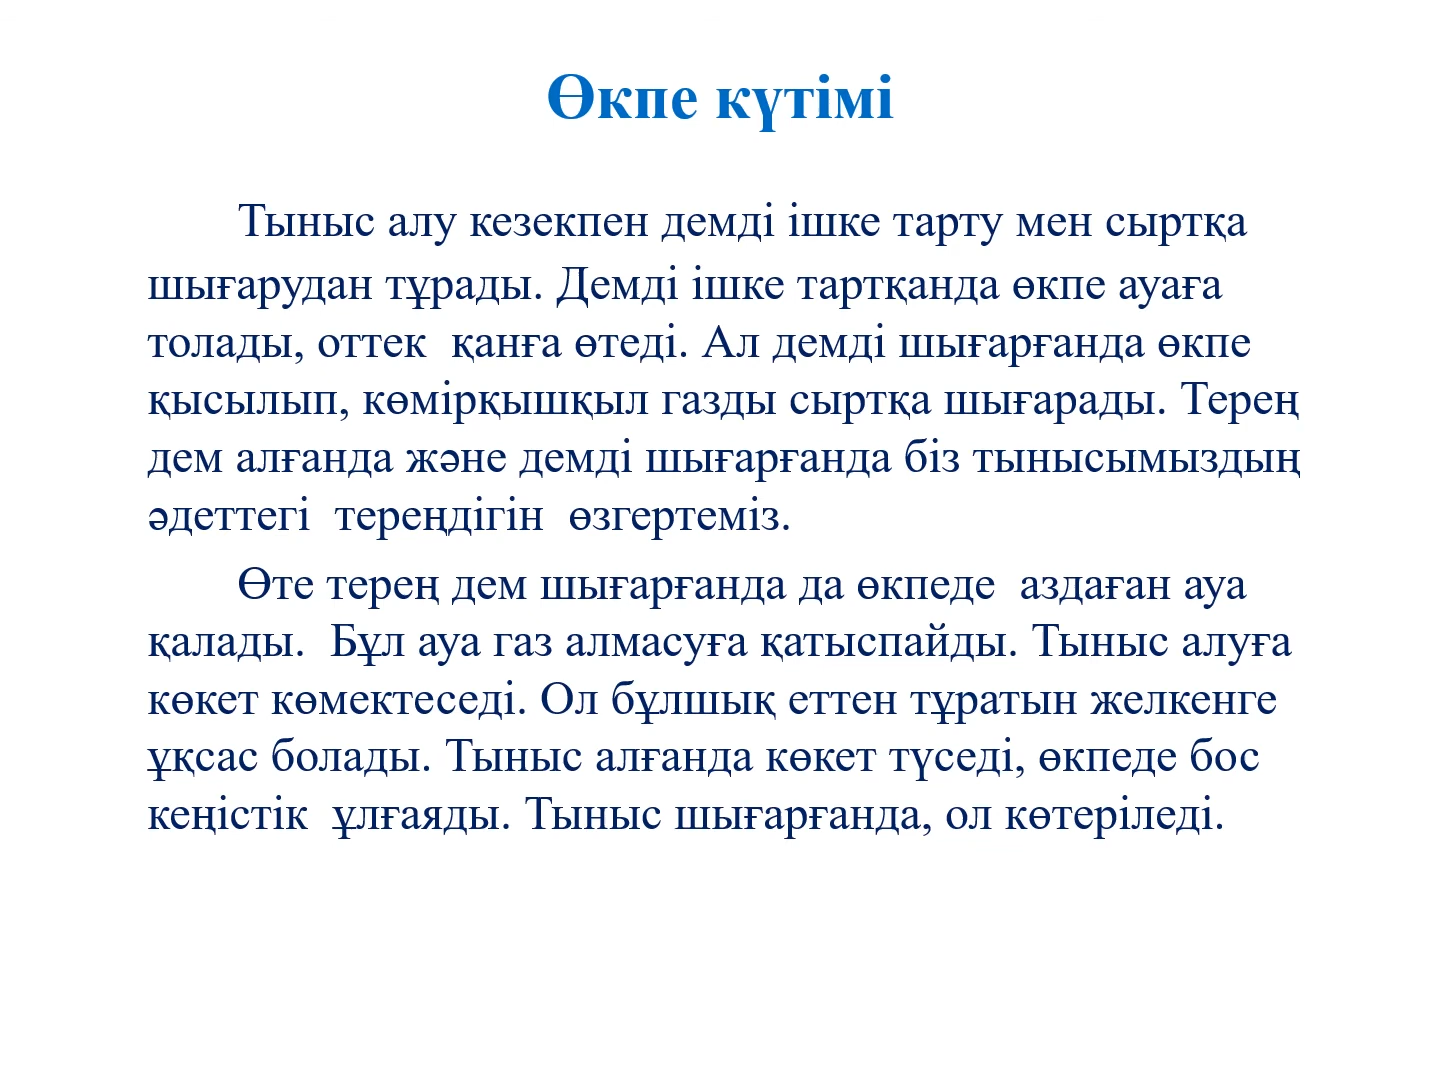 Өкпе күтімі
Тыныс алу кезекпен демді ішке тарту мен сыртқа
шығарудан тұрады. Демді ішке тартқанда өкпе ауаға
толады, оттек  қанға өтеді. Ал демді шығарғанда өкпе
қысылып, көмірқышқыл газды сыртқа шығарады. Терең
дем алғанда және демді шығарғанда біз тынысымыздың
әдеттегі  тереңдігін  өзгертеміз.
Өте терең дем шығарғанда да өкпеде  аздаған ауа
қалады.  Бұл ауа газ алмасуға қатыспайды. Тыныс алуға
көкет көмектеседі. Ол бұлшық еттен тұратын желкенге
ұқсас болады. Тыныс алғанда көкет түседі, өкпеде бос
кеңістік  ұлғаяды. Тыныс шығарғанда, ол көтеріледі.